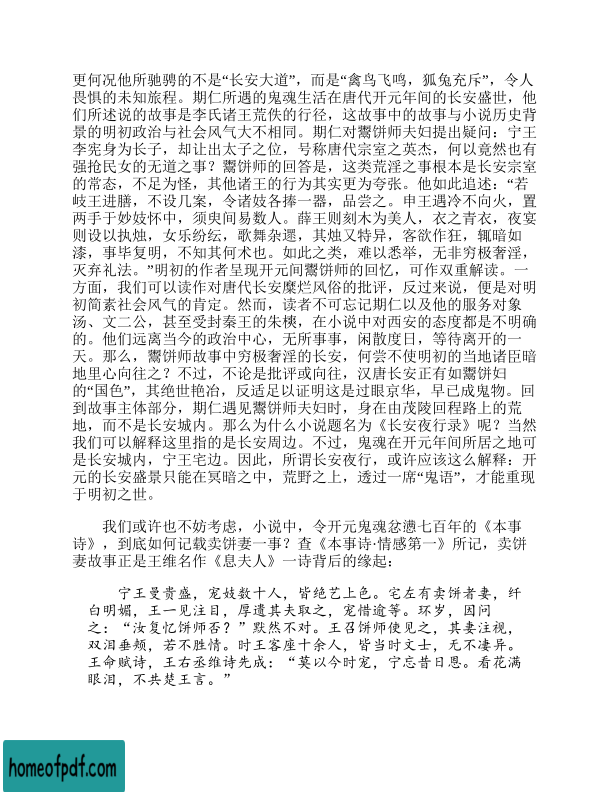 更何况他所驰骋的不是“长安大道”，而是“禽鸟飞鸣，狐兔充斥”，令人
畏惧的未知旅程。期仁所遇的鬼魂生活在唐代开元年间的长安盛世，他
们所述说的故事是李氏诸王荒佚的行径，这故事中的故事与小说历史背
景的明初政治与社会风气大不相同。期仁对鬻饼师夫妇提出疑问：宁王
李宪身为长子，却让出太子之位，号称唐代宗室之英杰，何以竟然也有
强抢民女的无道之事？鬻饼师的回答是，这类荒淫之事根本是长安宗室
的常态，不足为怪，其他诸王的行为其实更为夸张。他如此追述：“若
岐王进膳，不设几案，令诸妓各捧一器，品尝之。申王遇冷不向火，置
两手于妙妓怀中，须臾间易数人。薛王则刻木为美人，衣之青衣，夜宴
则设以执烛，女乐纷纭，歌舞杂遝，其烛又特异，客欲作狂，辄暗如
漆，事毕复明，不知其何术也。如此之类，难以悉举，无非穷极奢淫，
灭弃礼法。”明初的作者呈现开元间鬻饼师的回忆，可作双重解读。一
方面，我们可以读作对唐代长安糜烂风俗的批评，反过来说，便是对明
初简素社会风气的肯定。然而，读者不可忘记期仁以及他的服务对象
汤、文二公，甚至受封秦王的朱樉，在小说中对西安的态度都是不明确
的。他们远离当今的政治中心，无所事事，闲散度日，等待离开的一
天。那么，鬻饼师故事中穷极奢淫的长安，何尝不使明初的当地诸臣暗
地里心向往之？不过，不论是批评或向往，汉唐长安正有如鬻饼妇
的“国色”，其绝世艳冶，反适足以证明这是过眼京华，早已成鬼物。回
到故事主体部分，期仁遇见鬻饼师夫妇时，身在由茂陵回程路上的荒
地，而不是长安城内。那么为什么小说题名为《长安夜行录》呢？当然
我们可以解释这里指的是长安周边。不过，鬼魂在开元年间所居之地可
是长安城内，宁王宅边。因此，所谓长安夜行，或许应该这么解释：开
元的长安盛景只能在冥暗之中，荒野之上，透过一席“鬼语”，才能重现
于明初之世。
我们或许也不妨考虑，小说中，令开元鬼魂忿懑七百年的《本事
诗》，到底如何记载卖饼妻一事？查《本事诗·情感第一》所记，卖饼
妻故事正是王维名作《息夫人》一诗背后的缘起：
宁王曼贵盛，宠妓数十人，皆绝艺上色。宅左有卖饼者妻，纤
白明媚，王一见注目，厚遗其夫取之，宠惜逾等。环岁，因问
之：“汝复忆饼师否？”默然不对。王召饼师使见之，其妻注视，
双泪垂颊，若不胜情。时王客座十余人，皆当时文士，无不凄异。
王命赋诗，王右丞维诗先成：“莫以今时宠，宁忘昔日恩。看花满
眼泪，不共楚王言。”
homeofpdf.com